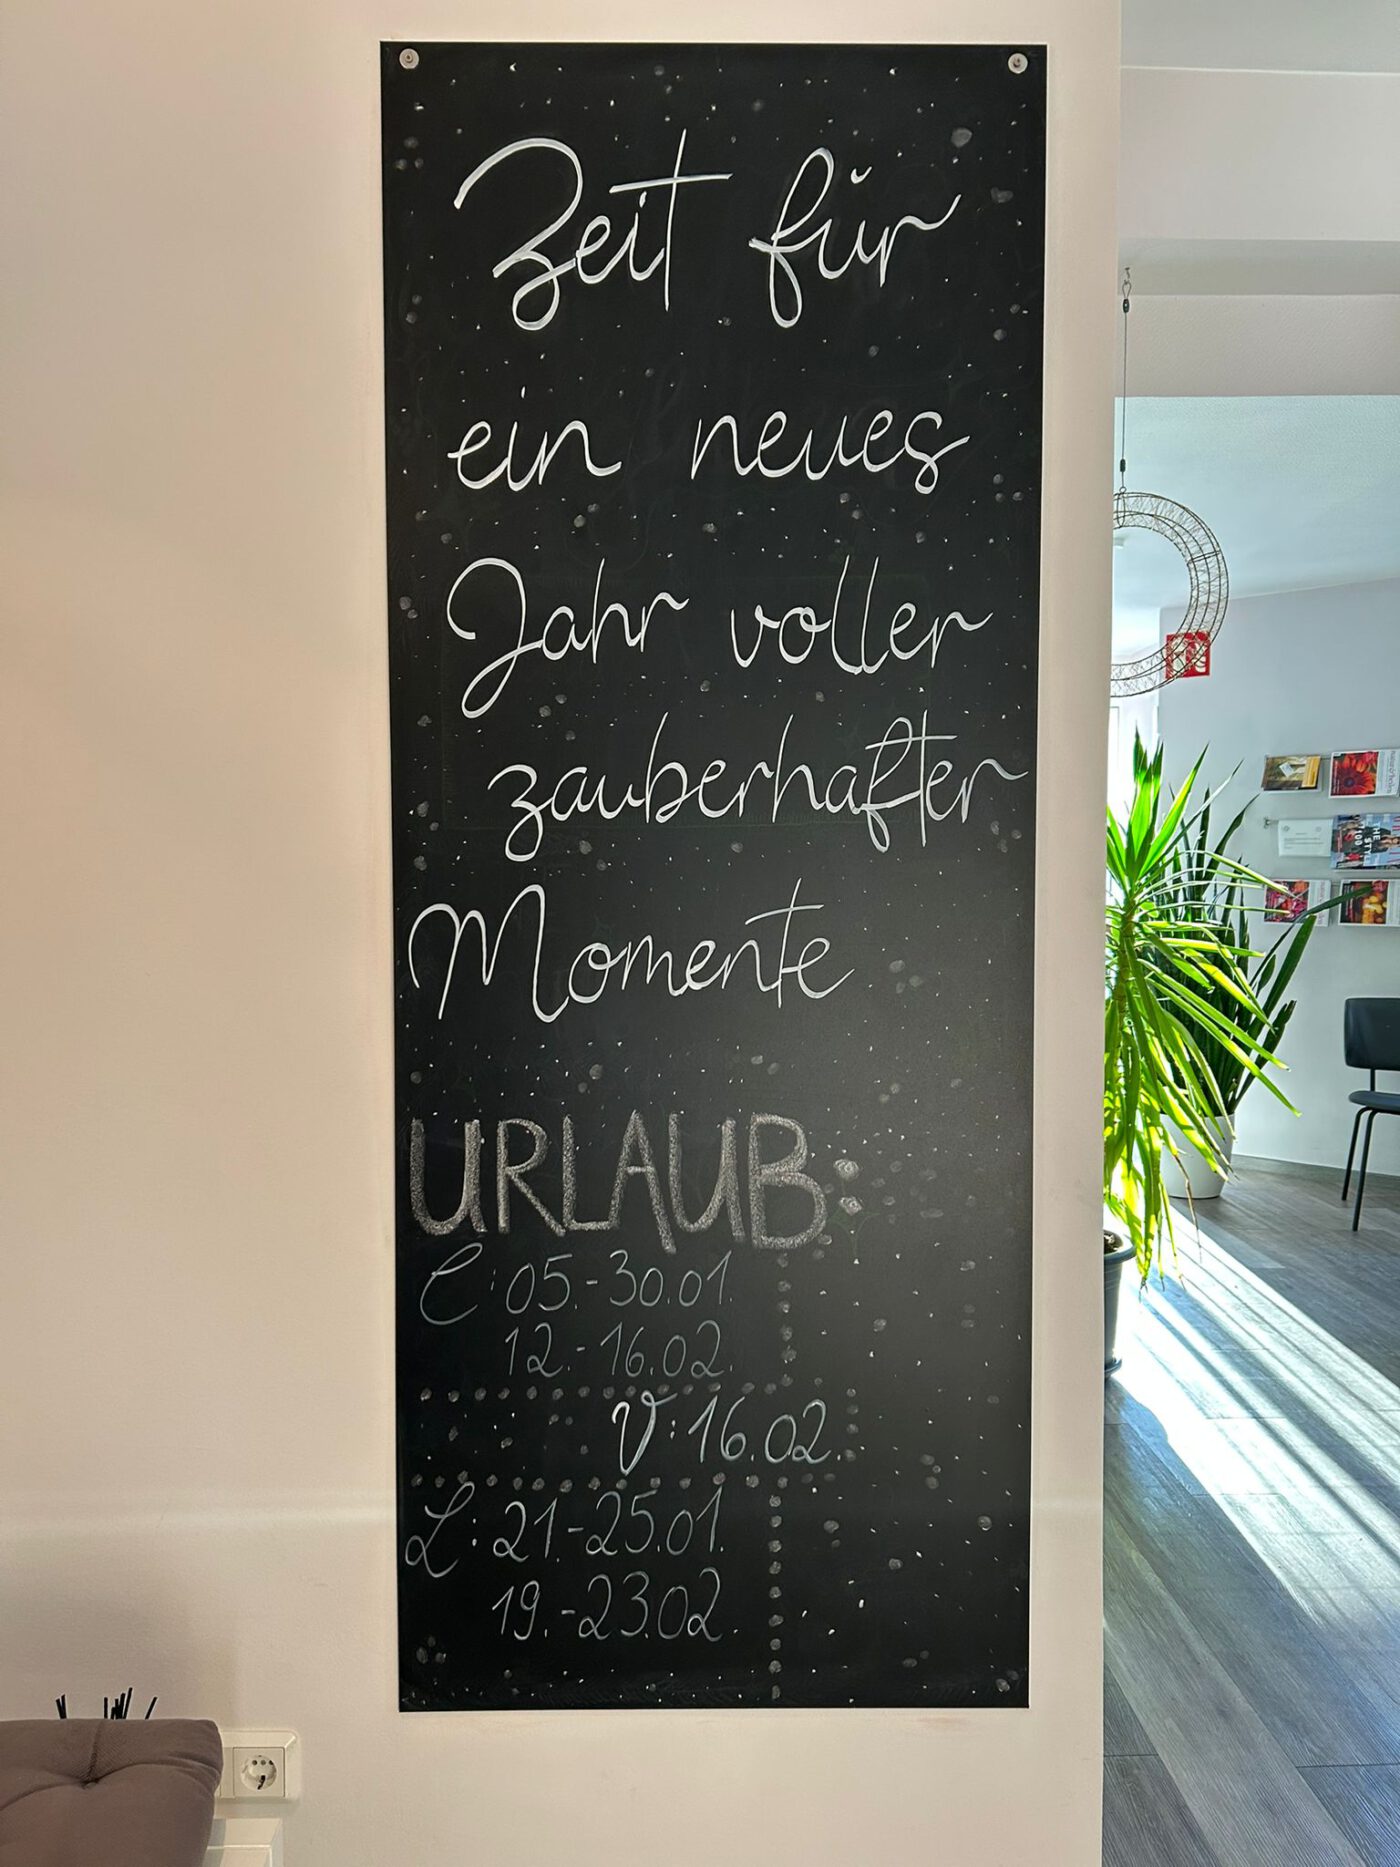 Zeit für
ein neues
Jahr voller
zauberhafter
Momente
URLAUB:
C: 05.-30.01.
12.-16.02.
V: 16.02.
L: 21.-25.01.
19.-23.02.